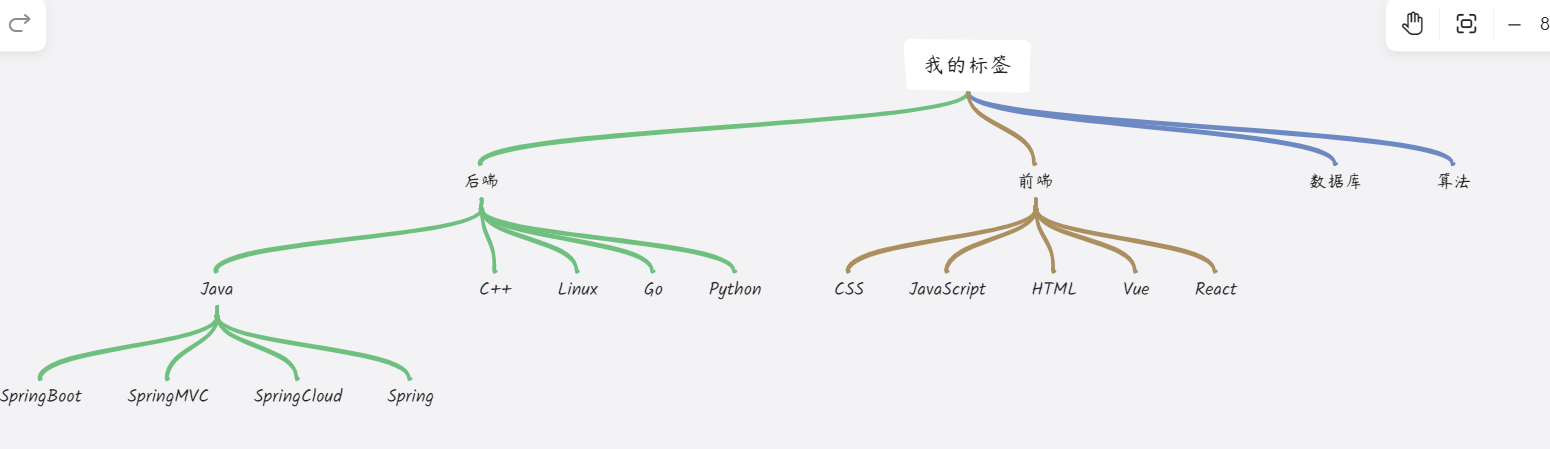 8
我的标签
后端
前端
数据库
算法
Java
C++
Linux
Go
Python
CSS
JavaScript
HTML
Vue
React
SpringBoot
SpringMVC
SpringCloud
Spring